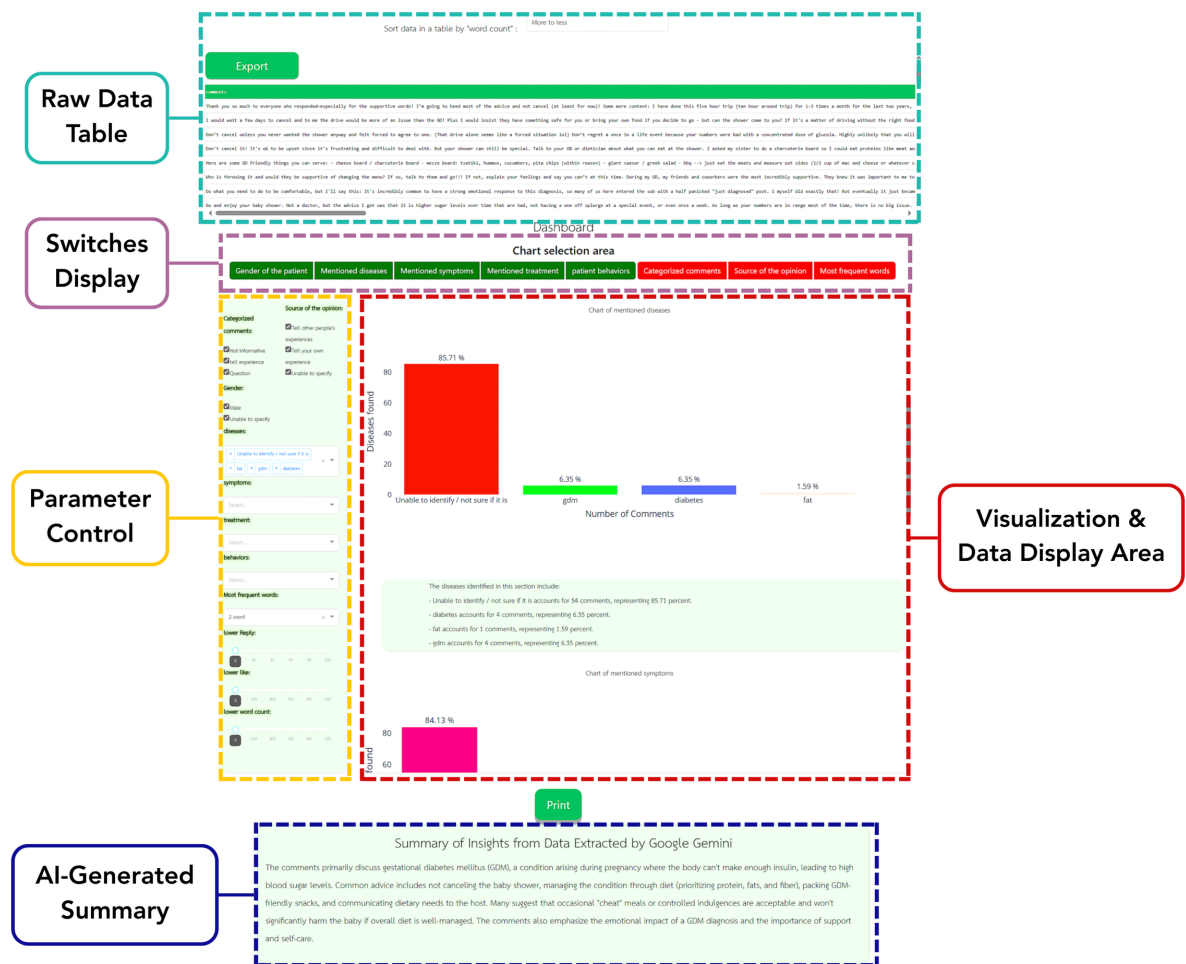 Sort data in a table by "word count" :
More to less
Export
Raw Data
Table
comments
Thank you so much to everyone who responded—especially for the supportive words! I'm going to heed most of the advice and not cancel (at least for now)! Some more context: I have done this five hour trip (ten hour around trip) for 1-3 times a month for the last two years,
I would wait a few days to cancel and to me the drive would be more of an issue than the GD! Plus I would insist they have something safe for you or bring your own food if you decide to go - but can the shower come to you? If it's a matter of driving without the right food
Don't cancel unless you never wanted the shower anyway and felt forced to agree to one. (That drive alone seems like a forced situation lol) Don't regret a once in a life event because your numbers were bad with a concentrated dose of glucola. Highly unlikely that you will
Don't cancel it! It's ok to be upset since it's frustrating and difficult to deal with. But your shower can still be special. Talk to your OB or dietician about what you can eat at the shower. I asked my sister to do a charcuterie board so I could eat proteins like meat an
Here are some GD friendly things you can serve: - cheese board / charcuterie board - mezze board: tzatiki, hummus, cucumbers, pita chips (within reason) - giant caesar / greek salad - bbq --> just eat the meats and measure out sides (1/2 cup of mac and cheese or whatever c
Who is throwing it and would they be supportive of changing the menu? If so, talk to them and go!!! If not, explain your feelings and say you can't at this time. During my GD, my friends and coworkers were the most incredibly supportive. They knew it was important to me and
Do what you need to do to be comfortable, but I'll say this: it's incredibly common to have a strong emotional response to this diagnosis, so many of us here entered the sub with a half panicked "just diagnosed" post. I myself did exactly that! But eventually it just becam
Go and enjoy your baby shower. Not a doctor, but the advice I got was that it is higher sugar levels over time that are bad, not having a one off splurge at a special event, or even once a week. As long as your numbers are in range most of the time, there is no big issue.
Dashboard
Switches
Display
Chart selection area
Gender of the patient
Mentioned diseases
Mentioned symptoms
Mentioned treatment
patient behaviors
Categorized comments
Source of the opinion
Most frequent words
Parameter
Control
Categorized
comments:
Not Informative
tell experience
Question
Source of the opinion:
Tell other people's
experiences
Tell your own
experience
Unable to specify
Gender:
Male
Unable to specify
diseases:
× Unable to identify / not sure if it is
× fat × gdm × diabetes
symptoms:
Select...
treatment:
Select...
behaviors:
Select...
Most frequent words:
2 word
lower Reply:
0
lower like:
0
lower word count:
0
Chart of mentioned diseases
Diseases found
80
60
40
20
0
85.71 %
6.35 %
6.35 %
1.59 %
Unable to identify / not sure if it is
gdm
diabetes
fat
Number of Comments
The diseases identified in this section include:
- Unable to identify / not sure if it is accounts for 54 comments, representing 85.71 percent.
- diabetes accounts for 4 comments, representing 6.35 percent.
- fat accounts for 1 comments, representing 1.59 percent.
- gdm accounts for 4 comments, representing 6.35 percent.
Chart of mentioned symptoms
84.13 %
80
60
found
Visualization &
Data Display Area
Print
AI-Generated
Summary
Summary of Insights from Data Extracted by Google Gemini
The comments primarily discuss gestational diabetes mellitus (GDM), a condition arising during pregnancy where the body can't make enough insulin, leading to high
blood sugar levels. Common advice includes not canceling the baby shower, managing the condition through diet (prioritizing protein, fats, and fiber), packing GDM-
friendly snacks, and communicating dietary needs to the host. Many suggest that occasional "cheat" meals or controlled indulgences are acceptable and won't
significantly harm the baby if overall diet is well-managed. The comments also emphasize the emotional impact of a GDM diagnosis and the importance of support
and self-care.